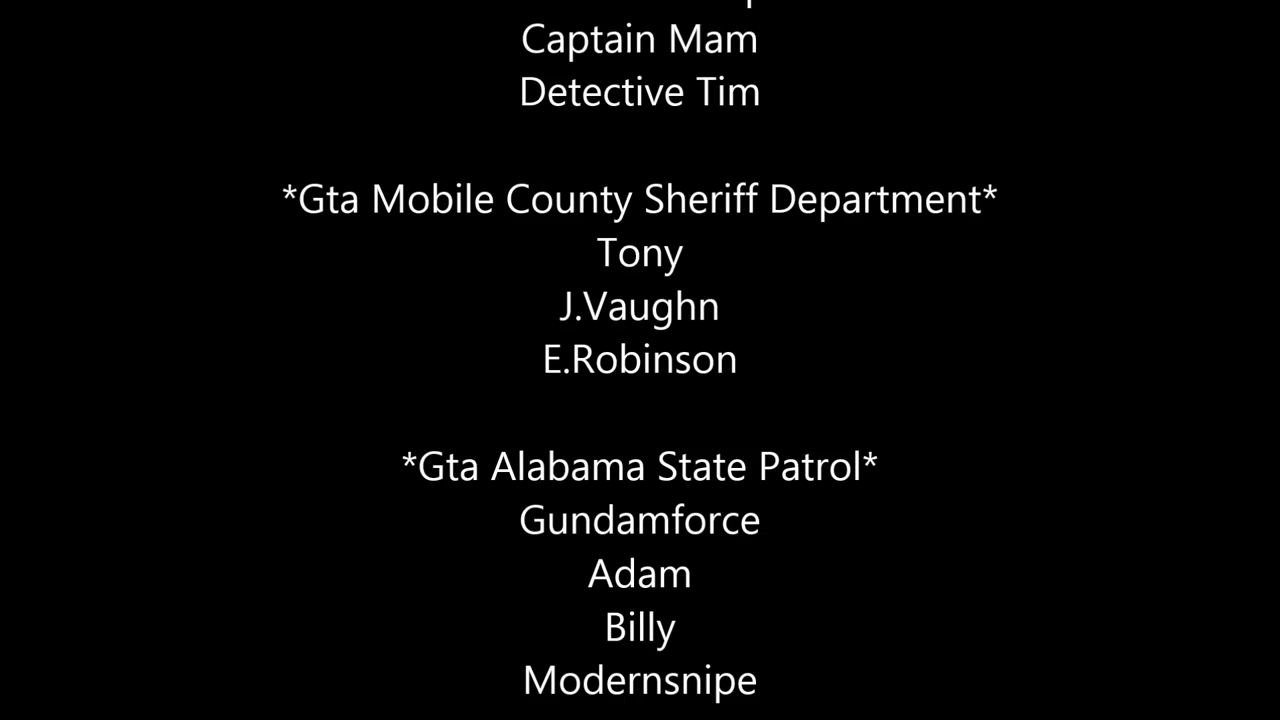 Captain Mam
Detective Tim
*Gta Mobile County Sheriff Department*
Tony
J.Vaughn
E.Robinson
*Gta Alabama State Patrol*
Gundamforce
Adam
Billy
Modernsnipe